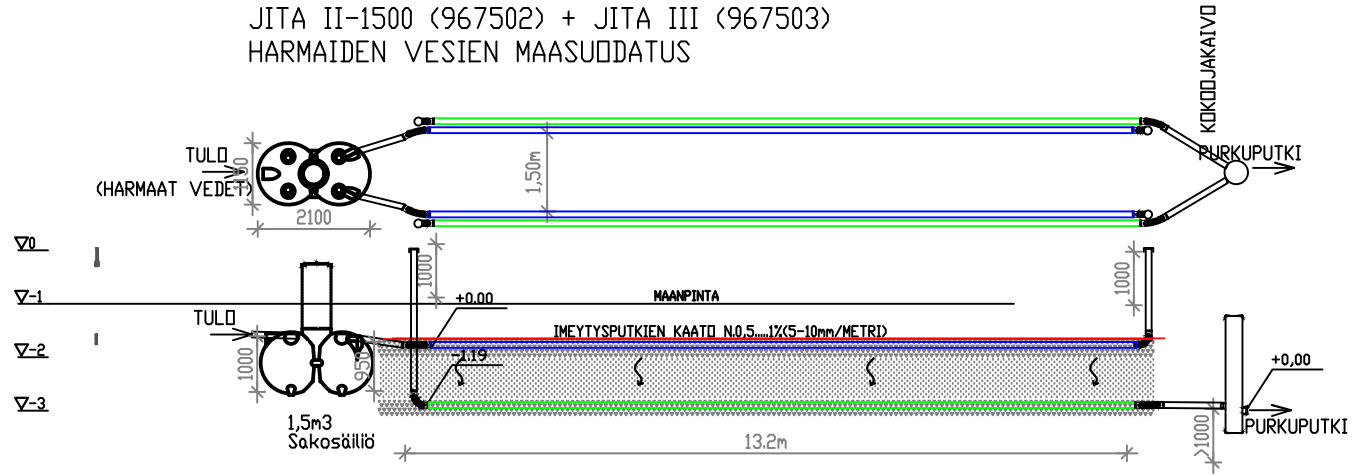 JITA II-1500 (967502) + JITA III (967503)
HARMAIDEN VESIEN MAASUODATUS
KOKOOJAKAIVO
TULO
(HARMAAT VEDET)
2100
1,50m
PURKUPUTKI
0
1000
1000
-1
MAANPINTA
+0.00
TULO
IMEYTYSPUTKIEN KAATO N.0,5.....1%(5-10mm/METRI)
-2
1000
950
-1.19
+0,00
-3
1,5m3
Sakosäiliö
13.2m
>1000
PURKUPUTKI